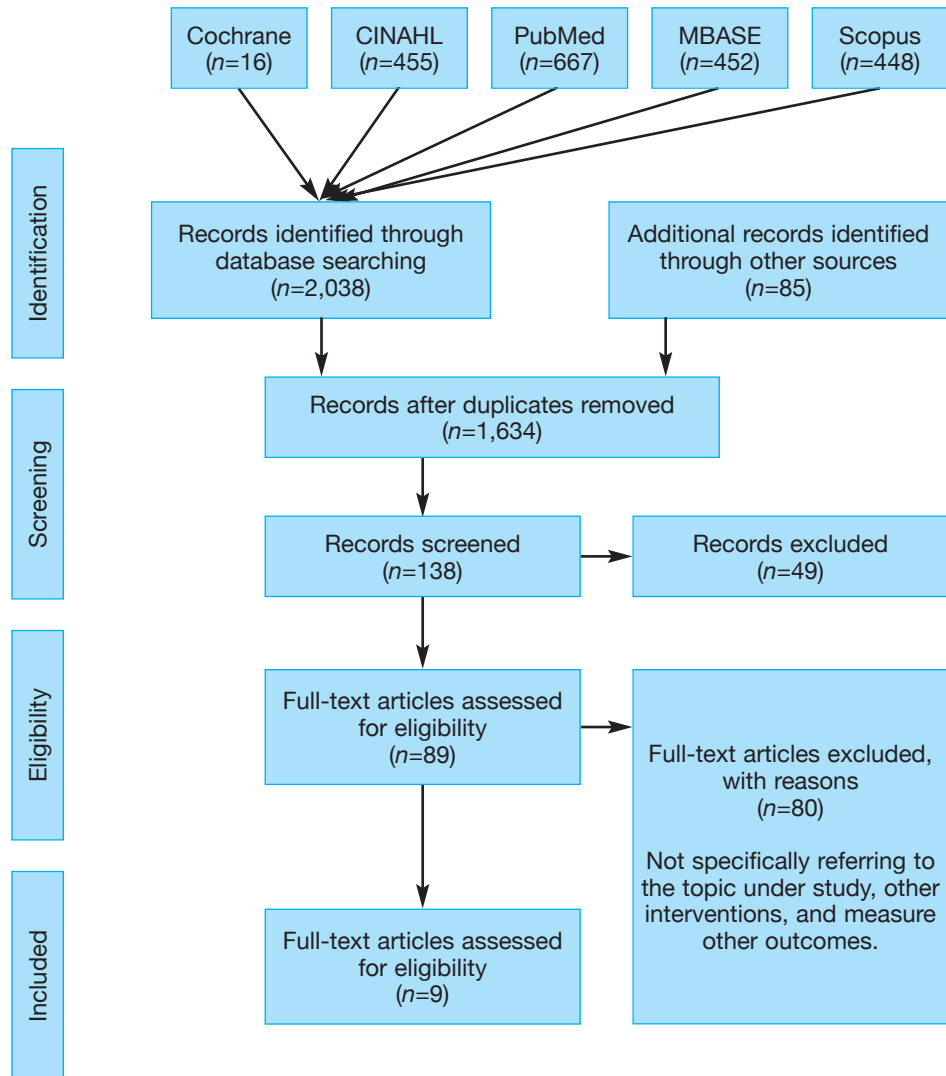 Cochrane
(n=16)
CINAHL
(n=455)
PubMed
(n=667)
MBASE
(n=452)
Scopus
(n=448)
Identification
Records identified through
database searching
(n=2,038)
Additional records identified
through other sources
(n=85)
Screening
Records after duplicates removed
(n=1,634)
Records screened
(n=138)
Records excluded
(n=49)
Eligibility
Full-text articles assessed
for eligibility
(n=89)
Full-text articles excluded,
with reasons
(n=80)
Not specifically referring to
the topic under study, other
interventions, and measure
other outcomes.
Included
Full-text articles assessed
for eligibility
(n=9)